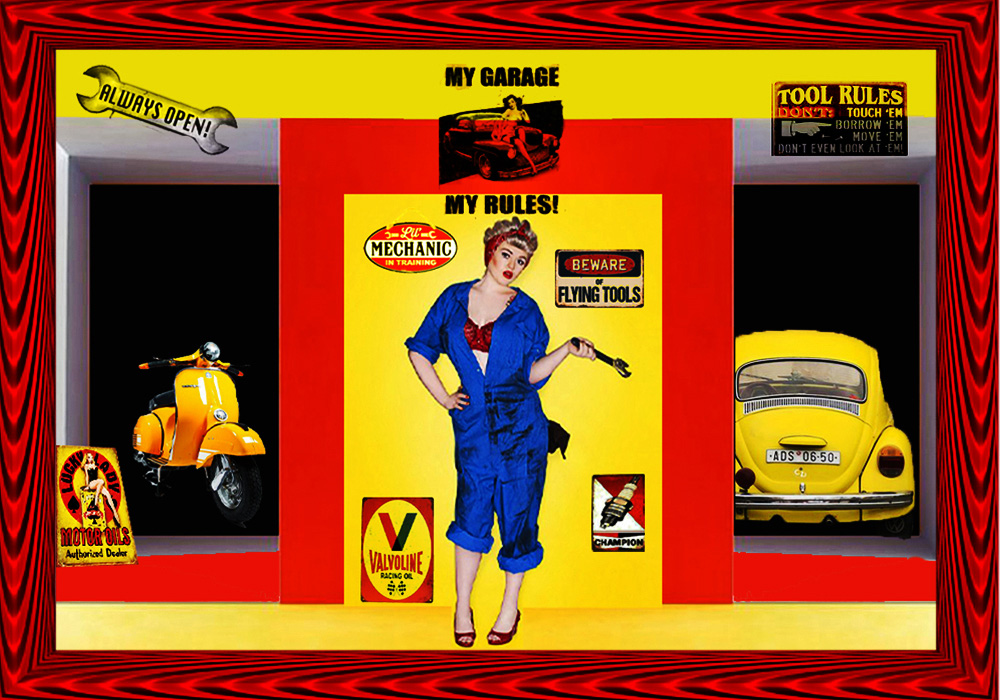 MY GARAGE
ALWAYS OPEN!
TOOL RULES
DON'T: TOUCH 'EM
BORROW 'EM
MOVE 'EM
DON'T EVEN LOOK AT 'EM!
MY RULES!
Lil'
MECHANIC
IN TRAINING
BEWARE
OF
FLYING TOOLS
ADS 06-50
LUCKY LADY
MOTOR OILS
Authorized Dealer
V
VALVOLINE
RACING OIL
CHAMPION